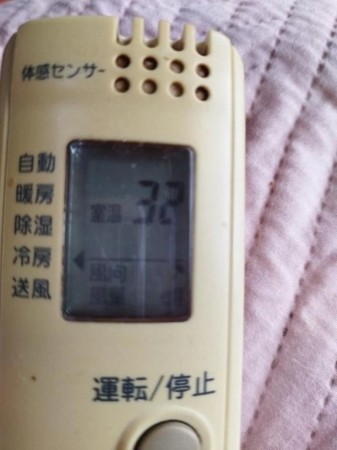 体感センサー
自動
暖房
除湿
冷房
送風
室温 32
風向
風量
運転/停止